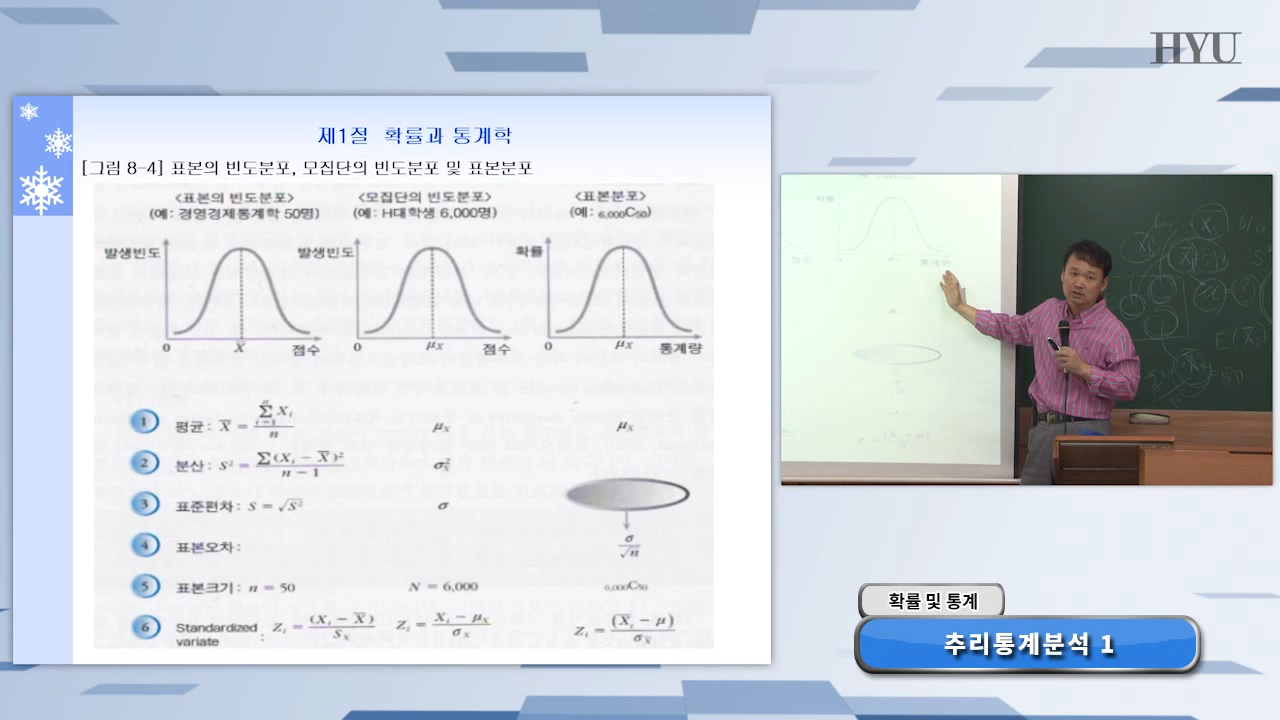 HYU
제1절 확률과 통계학
[그림 8-4] 표본의 빈도분포, 모집단의 빈도분포 및 표본분포
<표본의 빈도분포> <모집단의 빈도분포> <표본분포>
(예: 경영경제통계학 50명) (예: H대학생 6,000명) (예: ₆,₀₀₀C₅₀)
발생빈도 발생빈도 확률
0 X̄ 점수 0 μX 점수 0 μX 통계량
1 평균: X̄ = Σ(i=1..n) Xi / n μX μX
2 분산: S² = Σ(Xi − X̄)² / n − 1 σ²X
3 표준편차: S = √S² σ
4 표본오차: σ/√n
5 표본크기: n = 50 N = 6,000 ₆,₀₀₀C₅₀
6 Standardized variate : Zi = (Xi − X̄) / SX Zi = Xi − μX / σX Zi = (X̄i − μ) / σX̄
확률 및 통계
추리통계분석 1